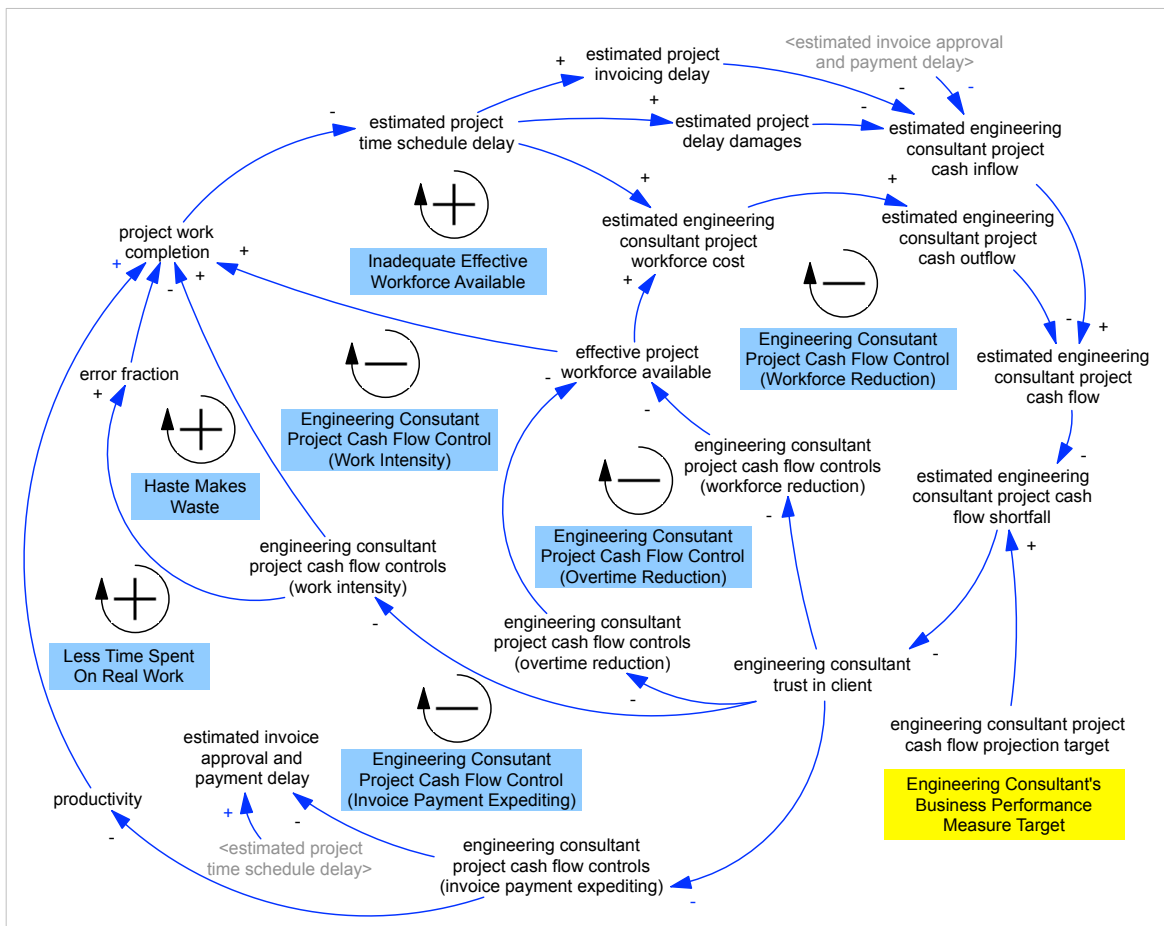 estimated project
invoicing delay
<estimated invoice approval
and payment delay>
+
-
-
+
-
+
-
estimated project
time schedule delay
estimated project
delay damages
estimated engineering
consultant project
cash inflow
+
+
estimated engineering
consultant project
workforce cost
estimated engineering
consultant project
cash outflow
project work
completion
+
+
-
+
+
Inadequate Effective
Workforce Available
+
-
+
Engineering Consutant
Project Cash Flow Control
(Workforce Reduction)
effective project
workforce available
estimated engineering
consultant project
cash flow
error fraction
+
-
-
-
Engineering Consutant
Project Cash Flow Control
(Work Intensity)
engineering consultant
project cash flow controls
(workforce reduction)
estimated engineering
consultant project cash
flow shortfall
Haste Makes
Waste
-
+
Engineering Consutant
Project Cash Flow Control
(Overtime Reduction)
engineering consultant
project cash flow controls
(work intensity)
-
engineering consultant
project cash flow controls
(overtime reduction)
-
-
Less Time Spent
On Real Work
engineering consultant
trust in client
engineering consultant project
cash flow projection target
Engineering Consultant's
Business Performance
Measure Target
estimated invoice
approval and
payment delay
Engineering Consutant
Project Cash Flow Control
(Invoice Payment Expediting)
productivity
-
+
-
<estimated project
time schedule delay>
engineering consultant
project cash flow controls
(invoice payment expediting)
-